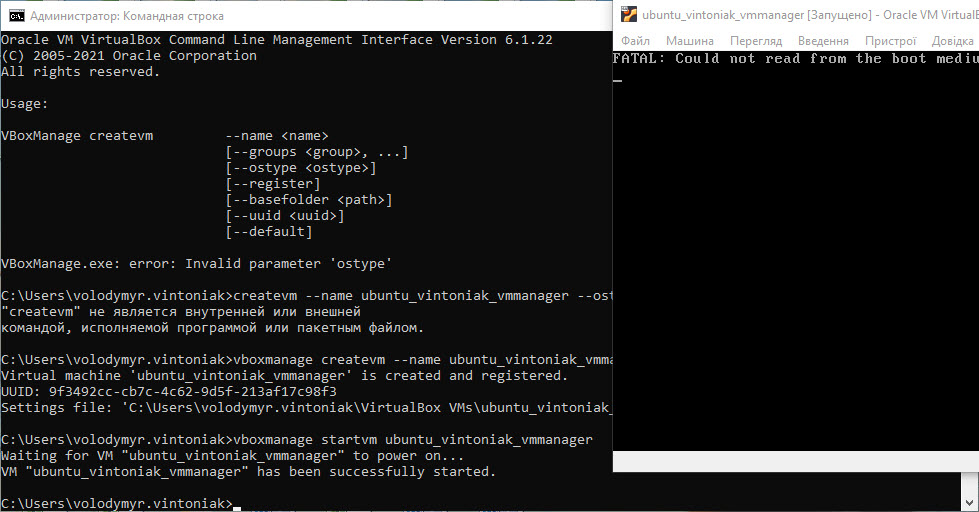 Администратор: Командная строка
Oracle VM VirtualBox Command Line Management Interface Version 6.1.22
(C) 2005-2021 Oracle Corporation
All rights reserved.
Usage:
VBoxManage createvm --name <name>
[--groups <group>, ...]
[--ostype <ostype>]
[--register]
[--basefolder <path>]
[--uuid <uuid>]
[--default]
VBoxManage.exe: error: Invalid parameter 'ostype'
C:\Users\volodymyr.vintoniak>createvm --name ubuntu_vintoniak_vmmanager --ost
"createvm" не является внутренней или внешней
командой, исполняемой программой или пакетным файлом.
C:\Users\volodymyr.vintoniak>vboxmanage createvm --name ubuntu_vintoniak_vmma
Virtual machine 'ubuntu_vintoniak_vmmanager' is created and registered.
UUID: 9f3492cc-cb7c-4c62-9d5f-213af17c98f3
Settings file: 'C:\Users\volodymyr.vintoniak\VirtualBox VMs\ubuntu_vintoniak_
C:\Users\volodymyr.vintoniak>vboxmanage startvm ubuntu_vintoniak_vmmanager
Waiting for VM "ubuntu_vintoniak_vmmanager" to power on...
VM "ubuntu_vintoniak_vmmanager" has been successfully started.
C:\Users\volodymyr.vintoniak>
ubuntu_vintoniak_vmmanager [Запущено] - Oracle VM VirtualB
Файл Машина Перегляд Введення Пристрої Довідка
FATAL: Could not read from the boot mediu